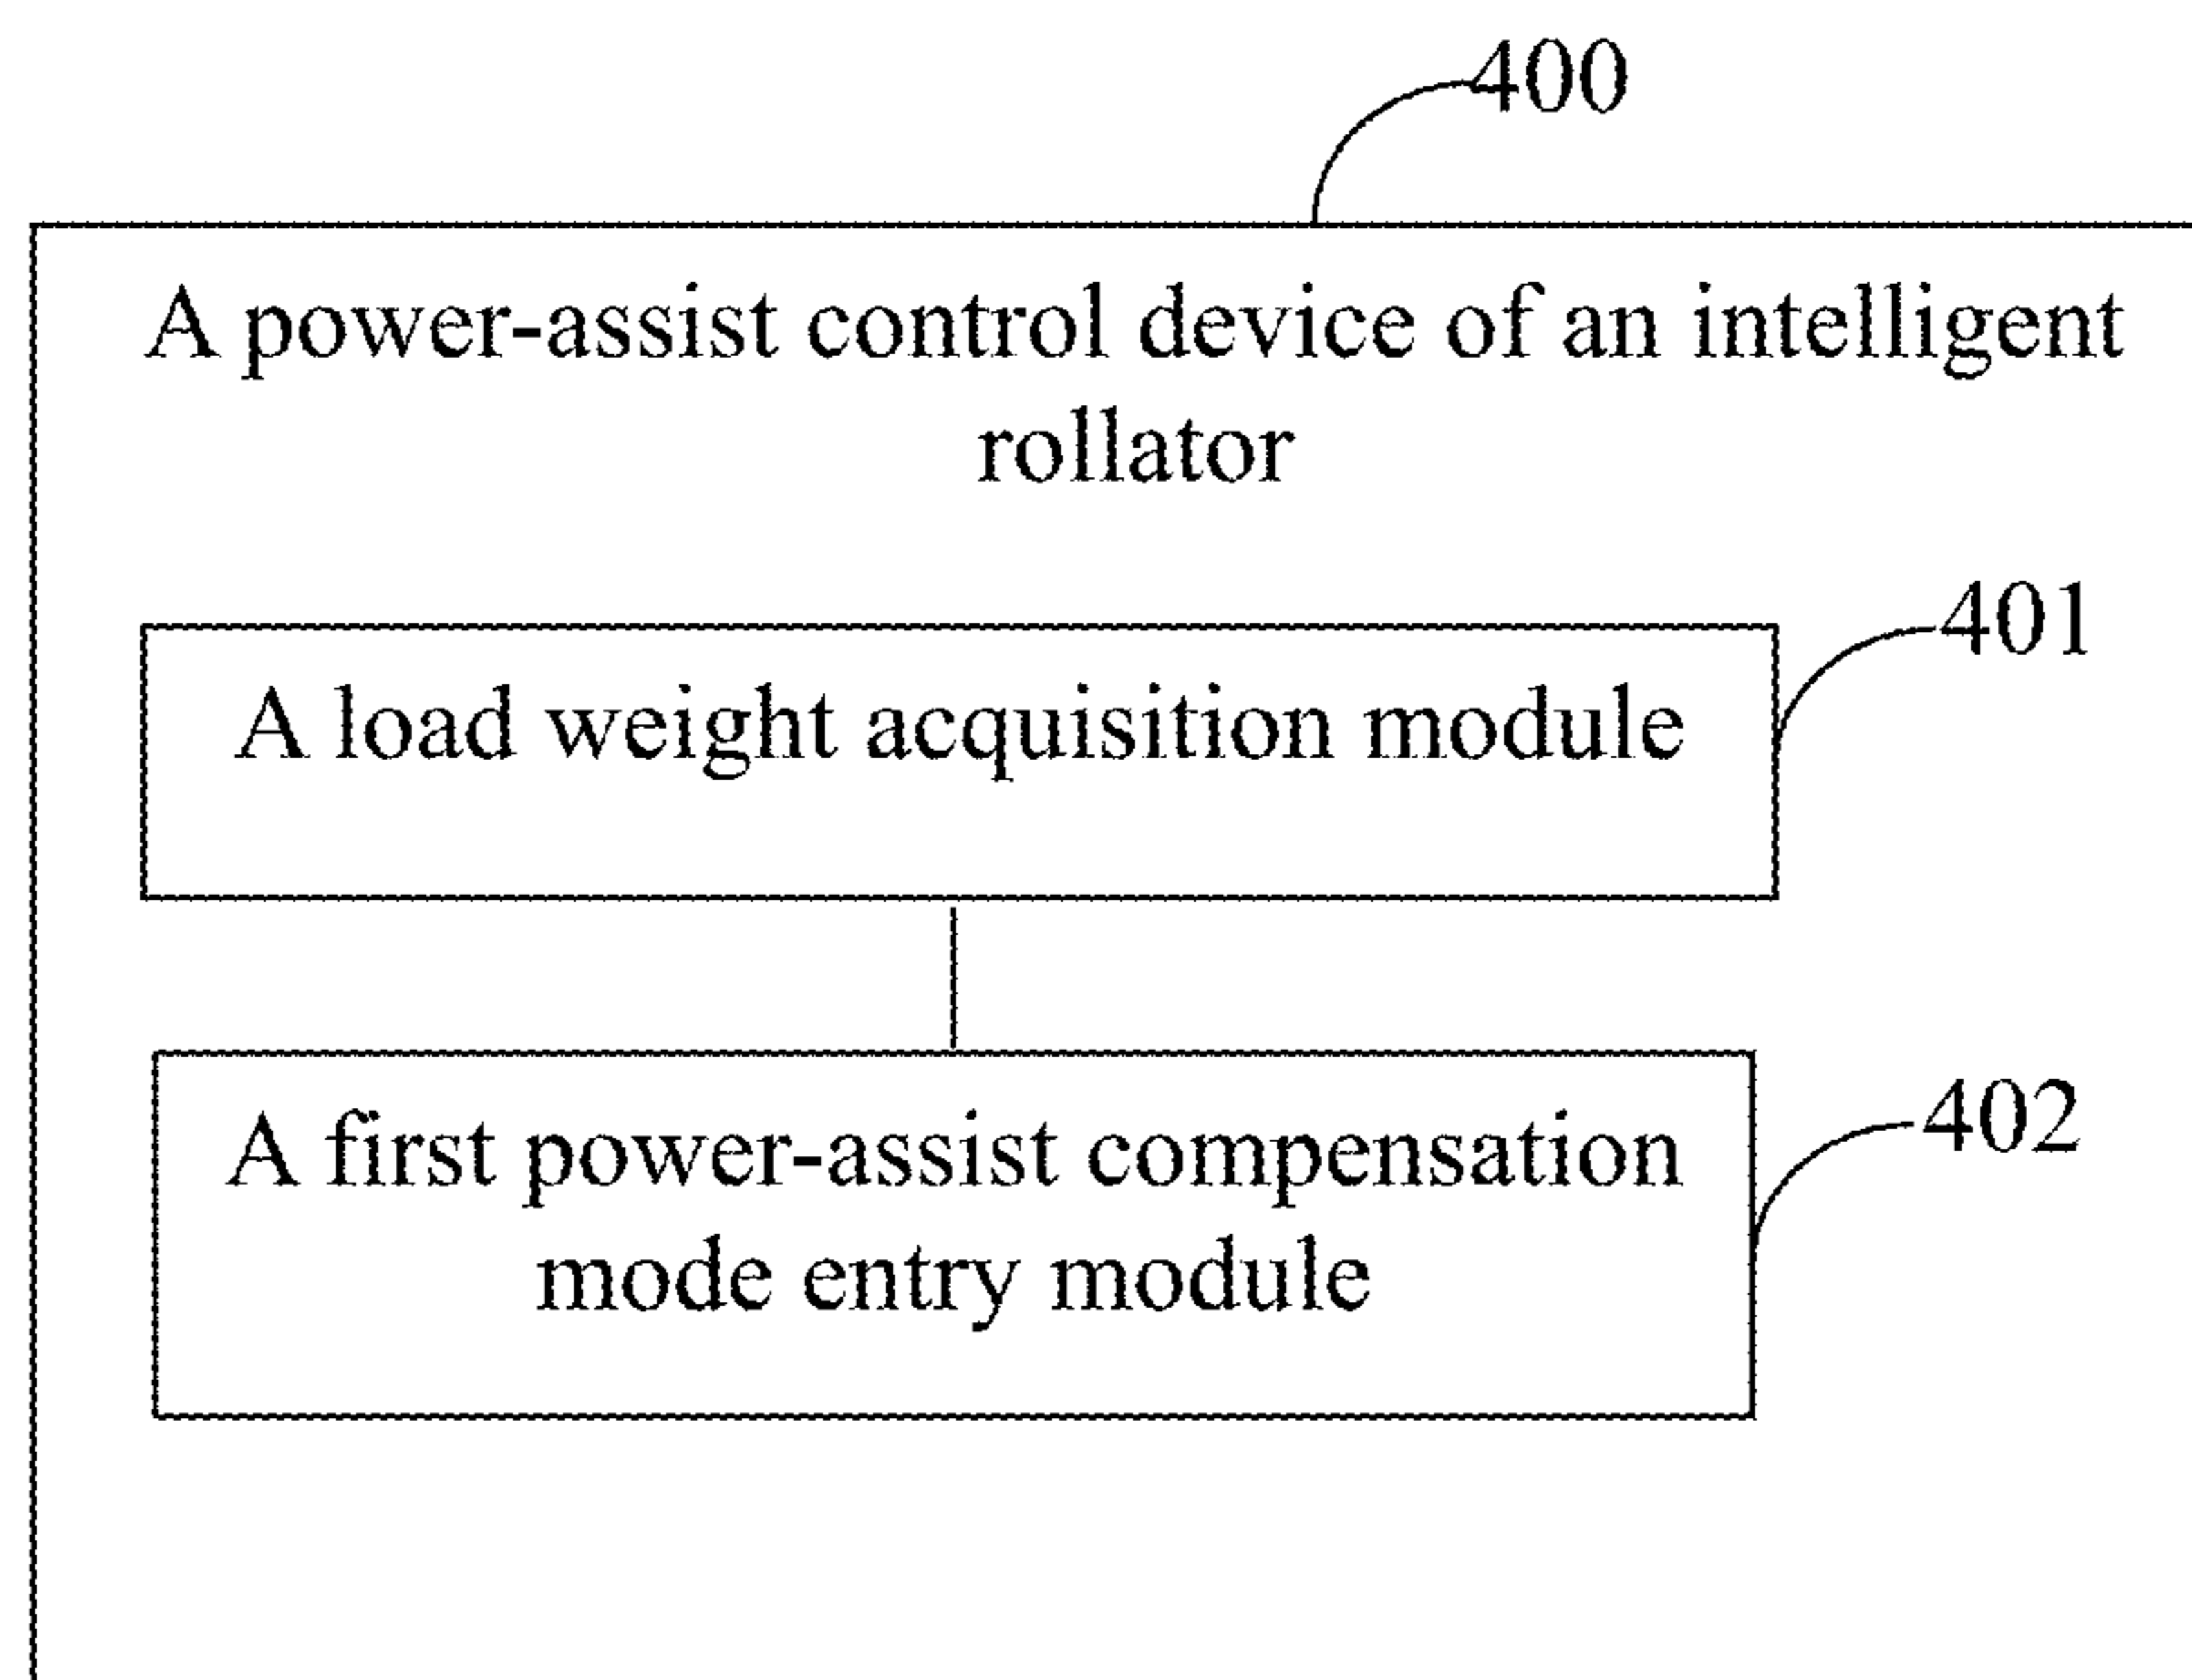 400
A power-assist control device of an intelligent
rollator
401
A load weight acquisition module
402
A first power-assist compensation
mode entry module